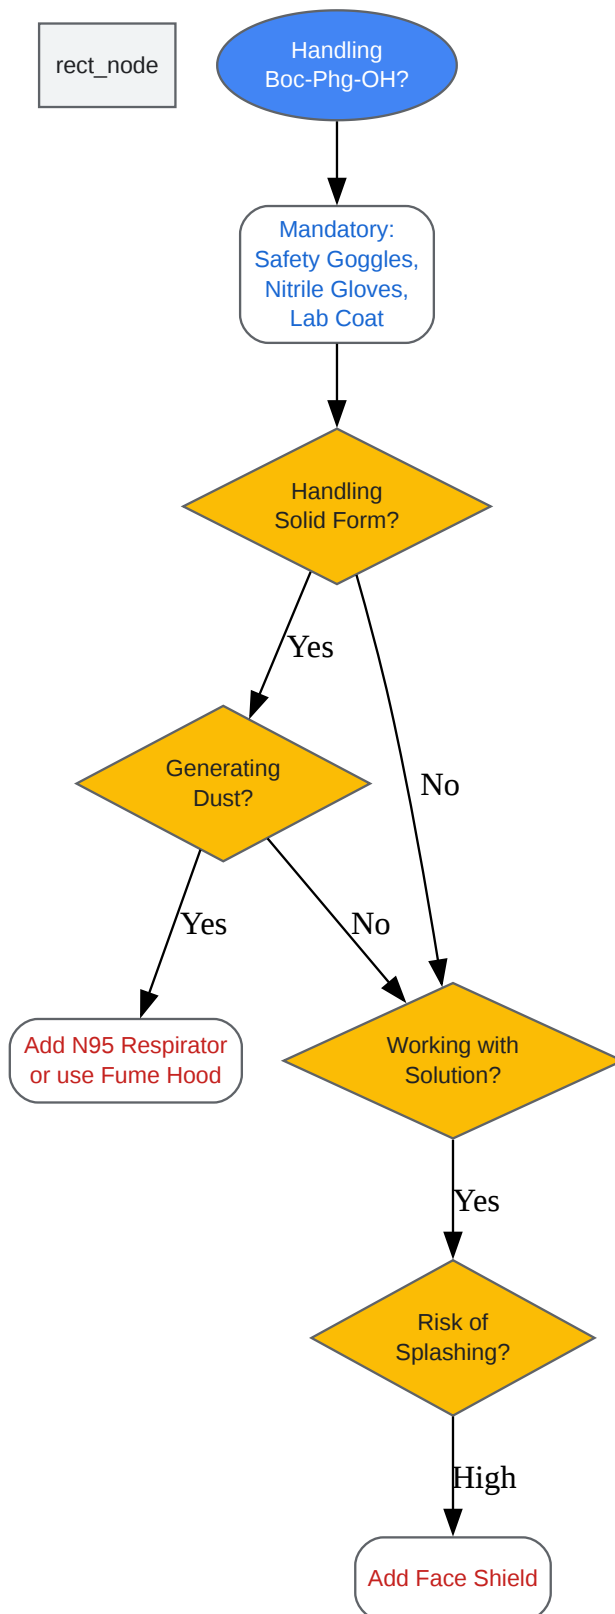 rect_node
Handling
Boc-Phg-OH?
Mandatory:
Safety Goggles,
Nitrile Gloves,
Lab Coat
Handling
Solid Form?
Yes
No
Generating
Dust?
Yes
No
Add N95 Respirator
or use Fume Hood
Working with
Solution?
Yes
Risk of
Splashing?
High
Add Face Shield